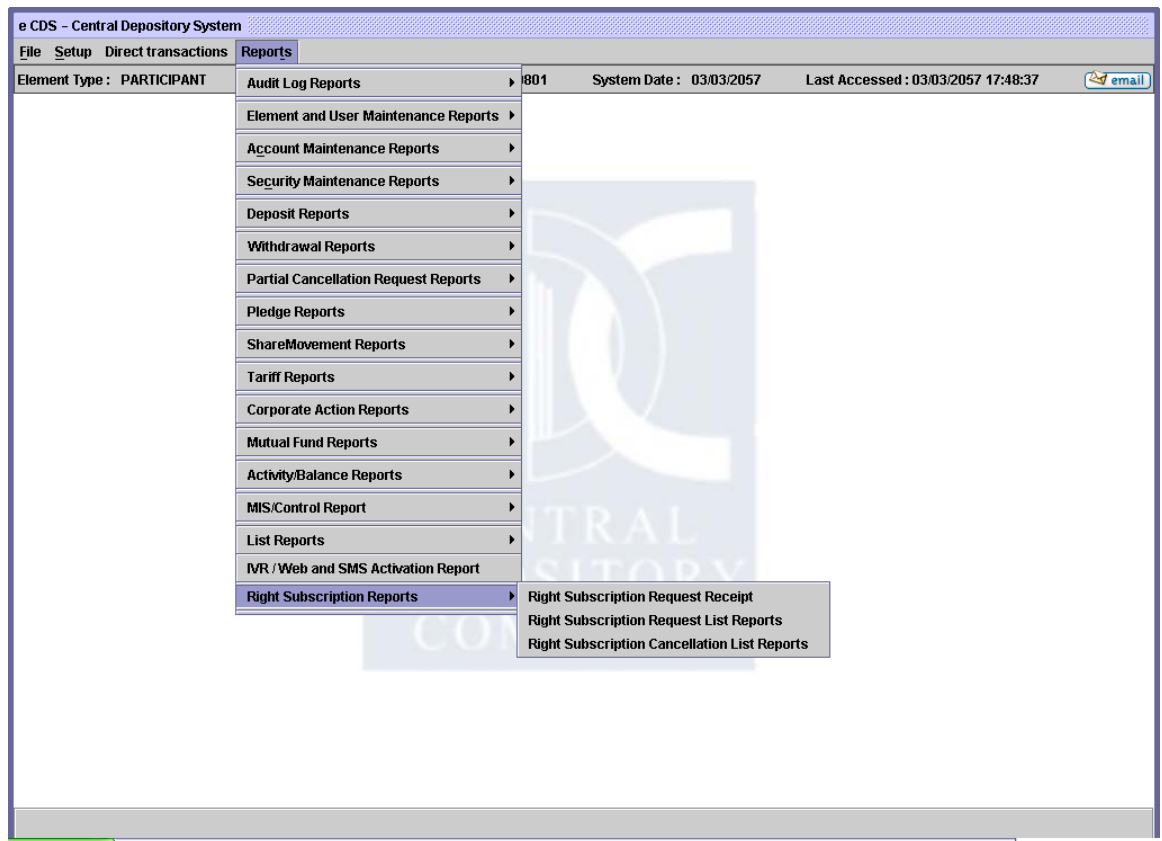 e CDS - Central Depository System
File Setup Direct transactions Reports
Element Type : PARTICIPANT 801 System Date : 03/03/2057 Last Accessed : 03/03/2057 17:48:37 email
Audit Log Reports
Element and User Maintenance Reports
Account Maintenance Reports
Security Maintenance Reports
Deposit Reports
Withdrawal Reports
Partial Cancellation Request Reports
Pledge Reports
ShareMovement Reports
Tariff Reports
Corporate Action Reports
Mutual Fund Reports
Activity/Balance Reports
MIS/Control Report
List Reports
IVR / Web and SMS Activation Report
Right Subscription Reports
Right Subscription Request Receipt
Right Subscription Request List Reports
Right Subscription Cancellation List Reports